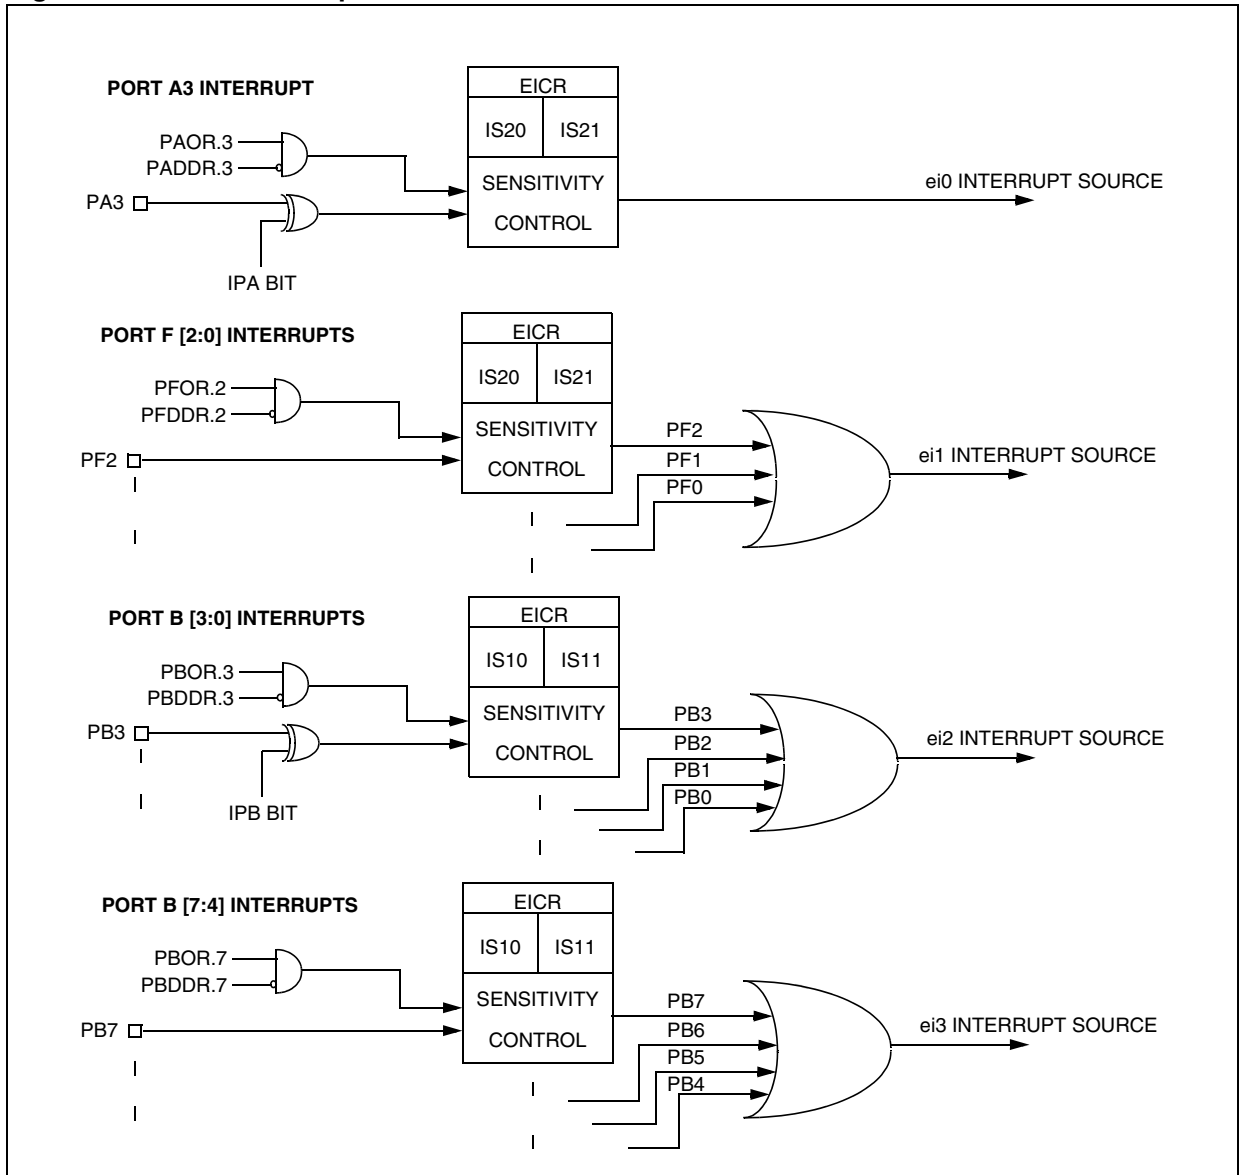 PORT A3 INTERRUPT
EICR
IS20 IS21
PAOR.3
PADDR.3
SENSITIVITY
CONTROL
ei0 INTERRUPT SOURCE
PA3
IPA BIT
PORT F [2:0] INTERRUPTS
EICR
IS20 IS21
PFOR.2
PFDDR.2
SENSITIVITY
CONTROL
PF2
PF2
PF1
PF0
ei1 INTERRUPT SOURCE
PORT B [3:0] INTERRUPTS
EICR
IS10 IS11
PBOR.3
PBDDR.3
SENSITIVITY
CONTROL
PB3
PB3
PB2
PB1
PB0
ei2 INTERRUPT SOURCE
IPB BIT
PORT B [7:4] INTERRUPTS
EICR
IS10 IS11
PBOR.7
PBDDR.7
SENSITIVITY
CONTROL
PB7
PB7
PB6
PB5
PB4
ei3 INTERRUPT SOURCE